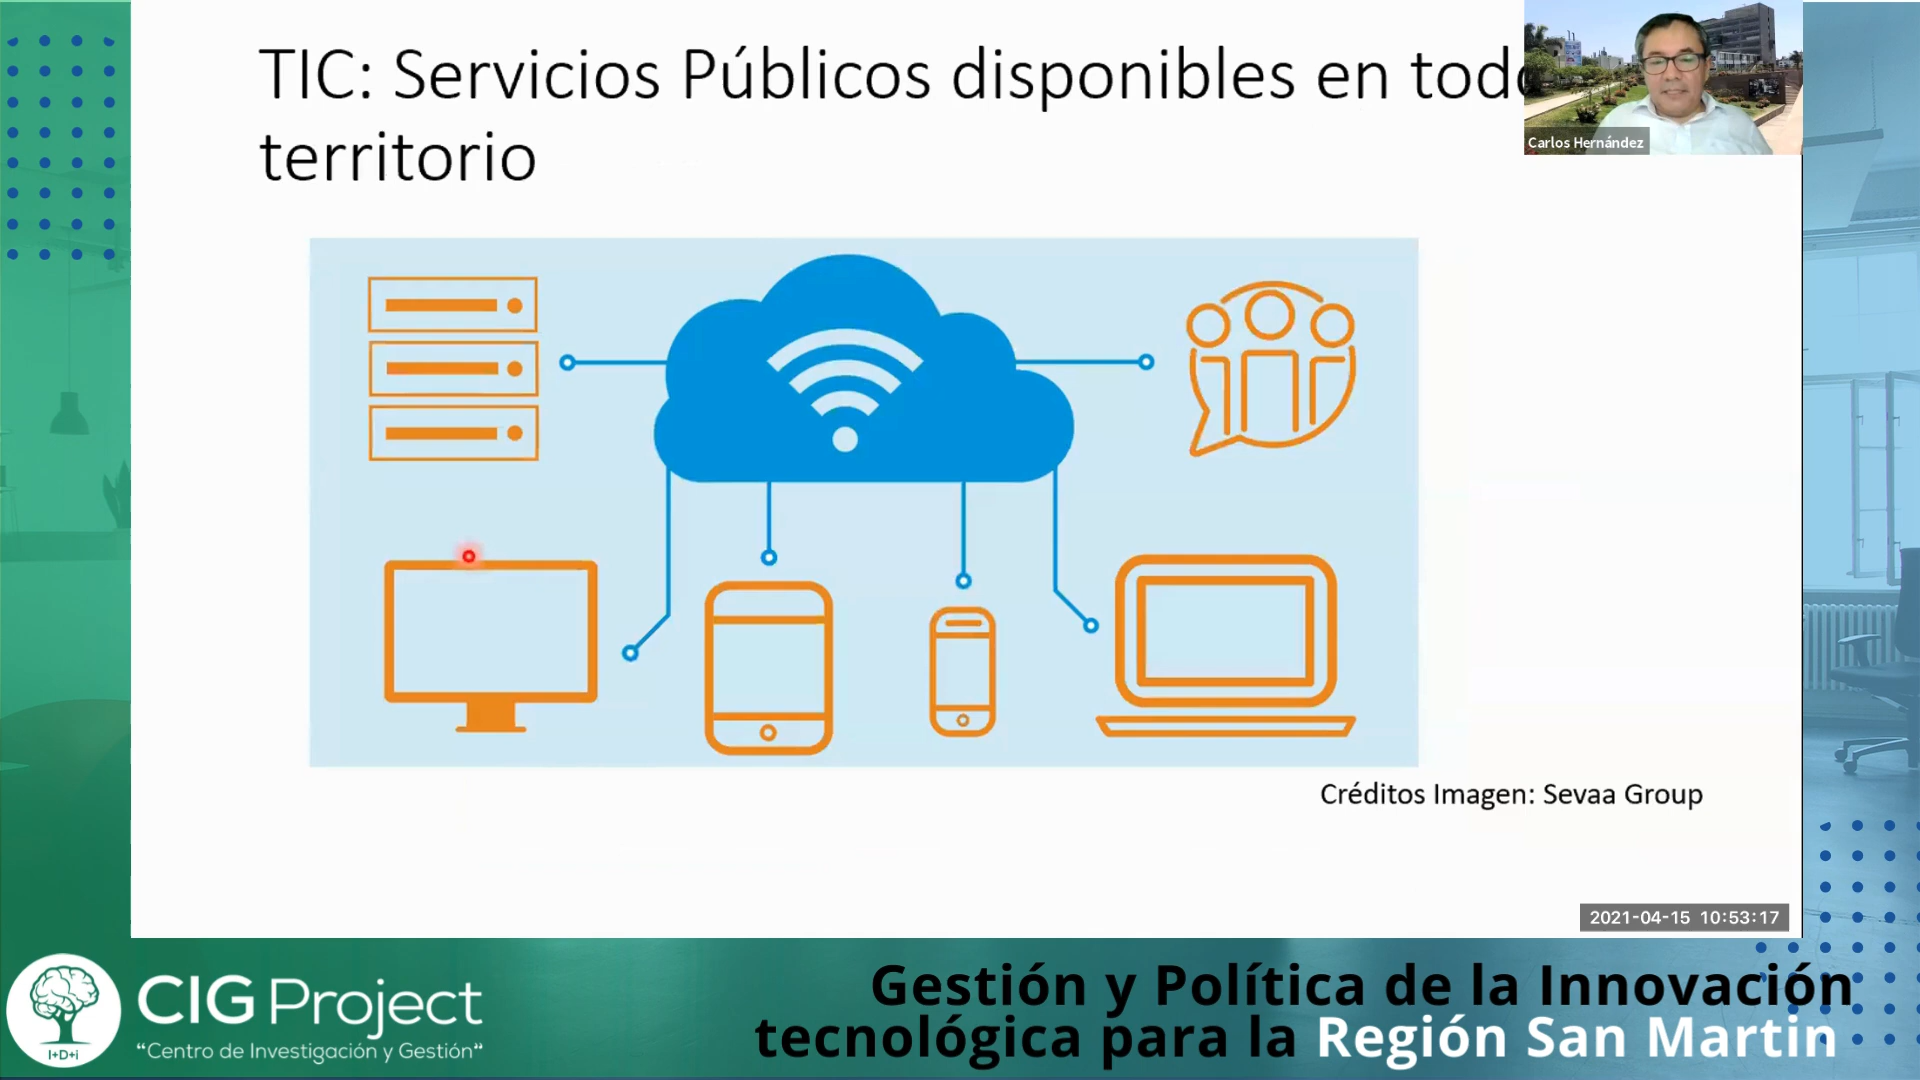 TIC: Servicios Públicos disponibles en todo
territorio
Carlos Hernández
Créditos Imagen: Sevaa Group
2021-04-15 10:53:17
I+D+i
CIG Project
“Centro de Investigación y Gestión”
Gestión y Política de la Innovación
tecnológica para la Región San Martin